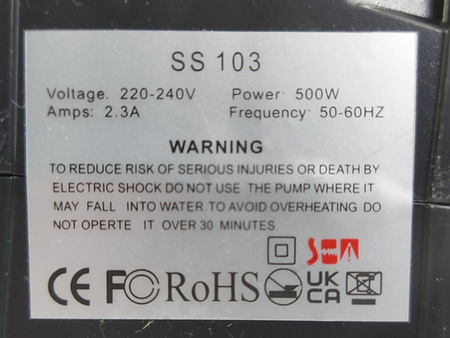 SS 103
Voltage. 220-240V Power: 500W
Amps: 2.3A Frequency: 50-60HZ
WARNING
TO REDUCE RISK OF SERIOUS INJURIES OR DEATH BY
ELECTRIC SHOCK DO NOT USE THE PUMP WHERE IT
MAY FALL INTO WATER.TO AVOID OVERHEATING DO
NOT OPERTE IT OVER 30 MINUTES
CE FC RoHS UK
CA